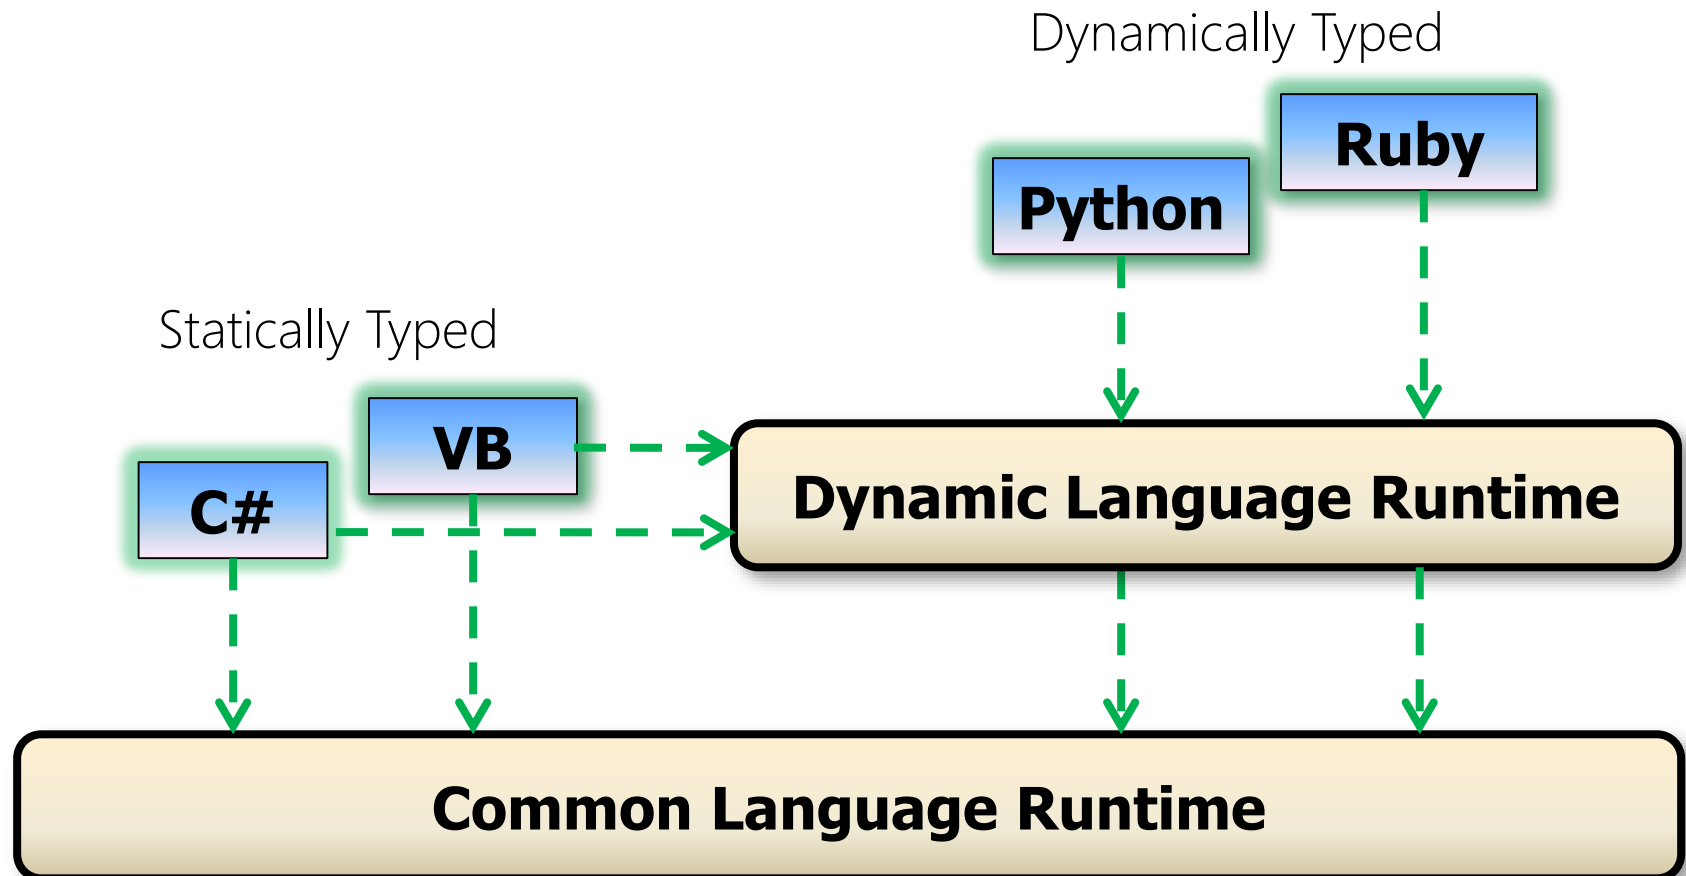 Dynamically Typed
Ruby
Python
Statically Typed
VB
C#
Dynamic Language Runtime
Common Language Runtime